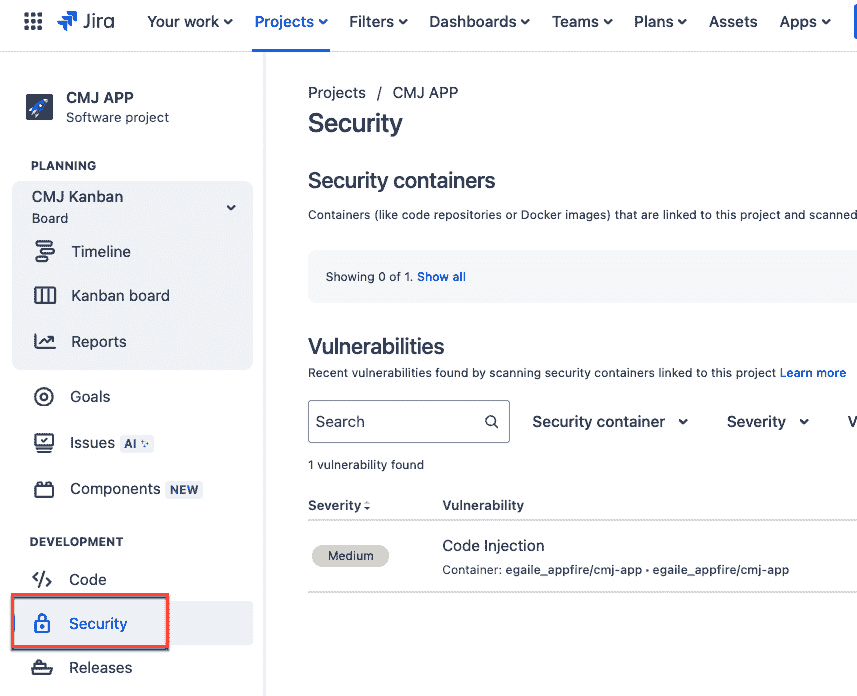 Jira Your work Projects Filters Dashboards Teams Plans Assets Apps
CMJ APP
Software project
PLANNING
CMJ Kanban
Board
Timeline
Kanban board
Reports
Goals
Issues AI
Components NEW
DEVELOPMENT
Code
Security
Releases
Projects / CMJ APP
Security
Security containers
Containers (like code repositories or Docker images) that are linked to this project and scanned
Showing 0 of 1. Show all
Vulnerabilities
Recent vulnerabilities found by scanning security containers linked to this project Learn more
Search Security container Severity V
1 vulnerability found
Severity Vulnerability
Medium Code Injection
Container: egaile_appfire/cmj-app • egaile_appfire/cmj-app